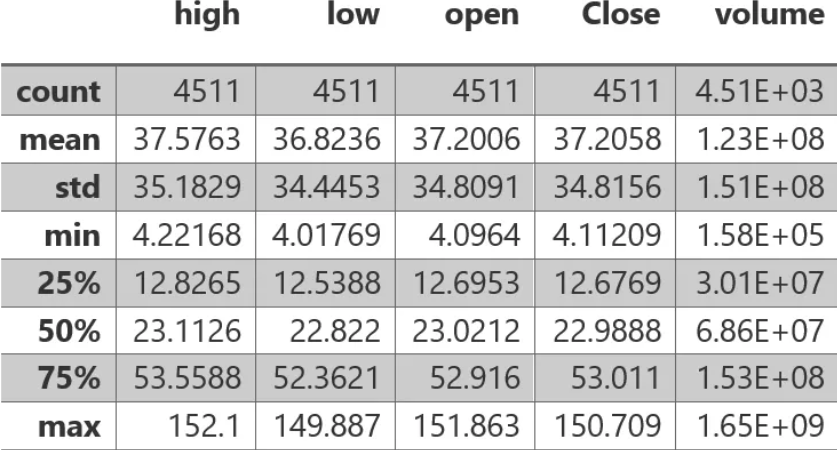 high low open Close volume
count 4511 4511 4511 4511 4.51E+03
mean 37.5763 36.8236 37.2006 37.2058 1.23E+08
std 35.1829 34.4453 34.8091 34.8156 1.51E+08
min 4.22168 4.01769 4.0964 4.11209 1.58E+05
25% 12.8265 12.5388 12.6953 12.6769 3.01E+07
50% 23.1126 22.822 23.0212 22.9888 6.86E+07
75% 53.5588 52.3621 52.916 53.011 1.53E+08
max 152.1 149.887 151.863 150.709 1.65E+09